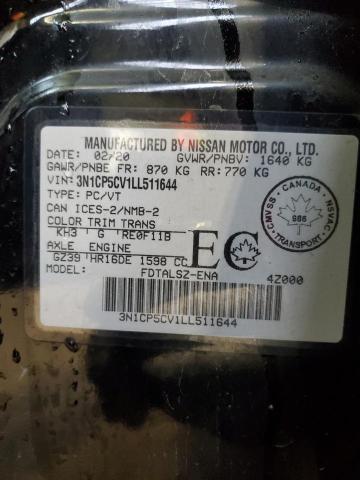 MANUFACTURED BY NISSAN MOTOR CO., LTD.
DATE: 02/20 GVWR/PNBV: 1640 KG
GAWR/PNBE FR: 870 KG RR: 770 KG
VIN: 3N1CP5CV1LL511644
TYPE: PC/VT
CAN ICES-2/NMB-2
COLOR TRIM TRANS
KH3 G RE0F11B
AXLE ENGINE
GZ39 HR16DE 1598 CC
EC
MODEL: FDTALSZ-ENA 4Z000
3N1CP5CV1LL511644
CANADA
CMVSS NSVAC
986
TRANSPORT